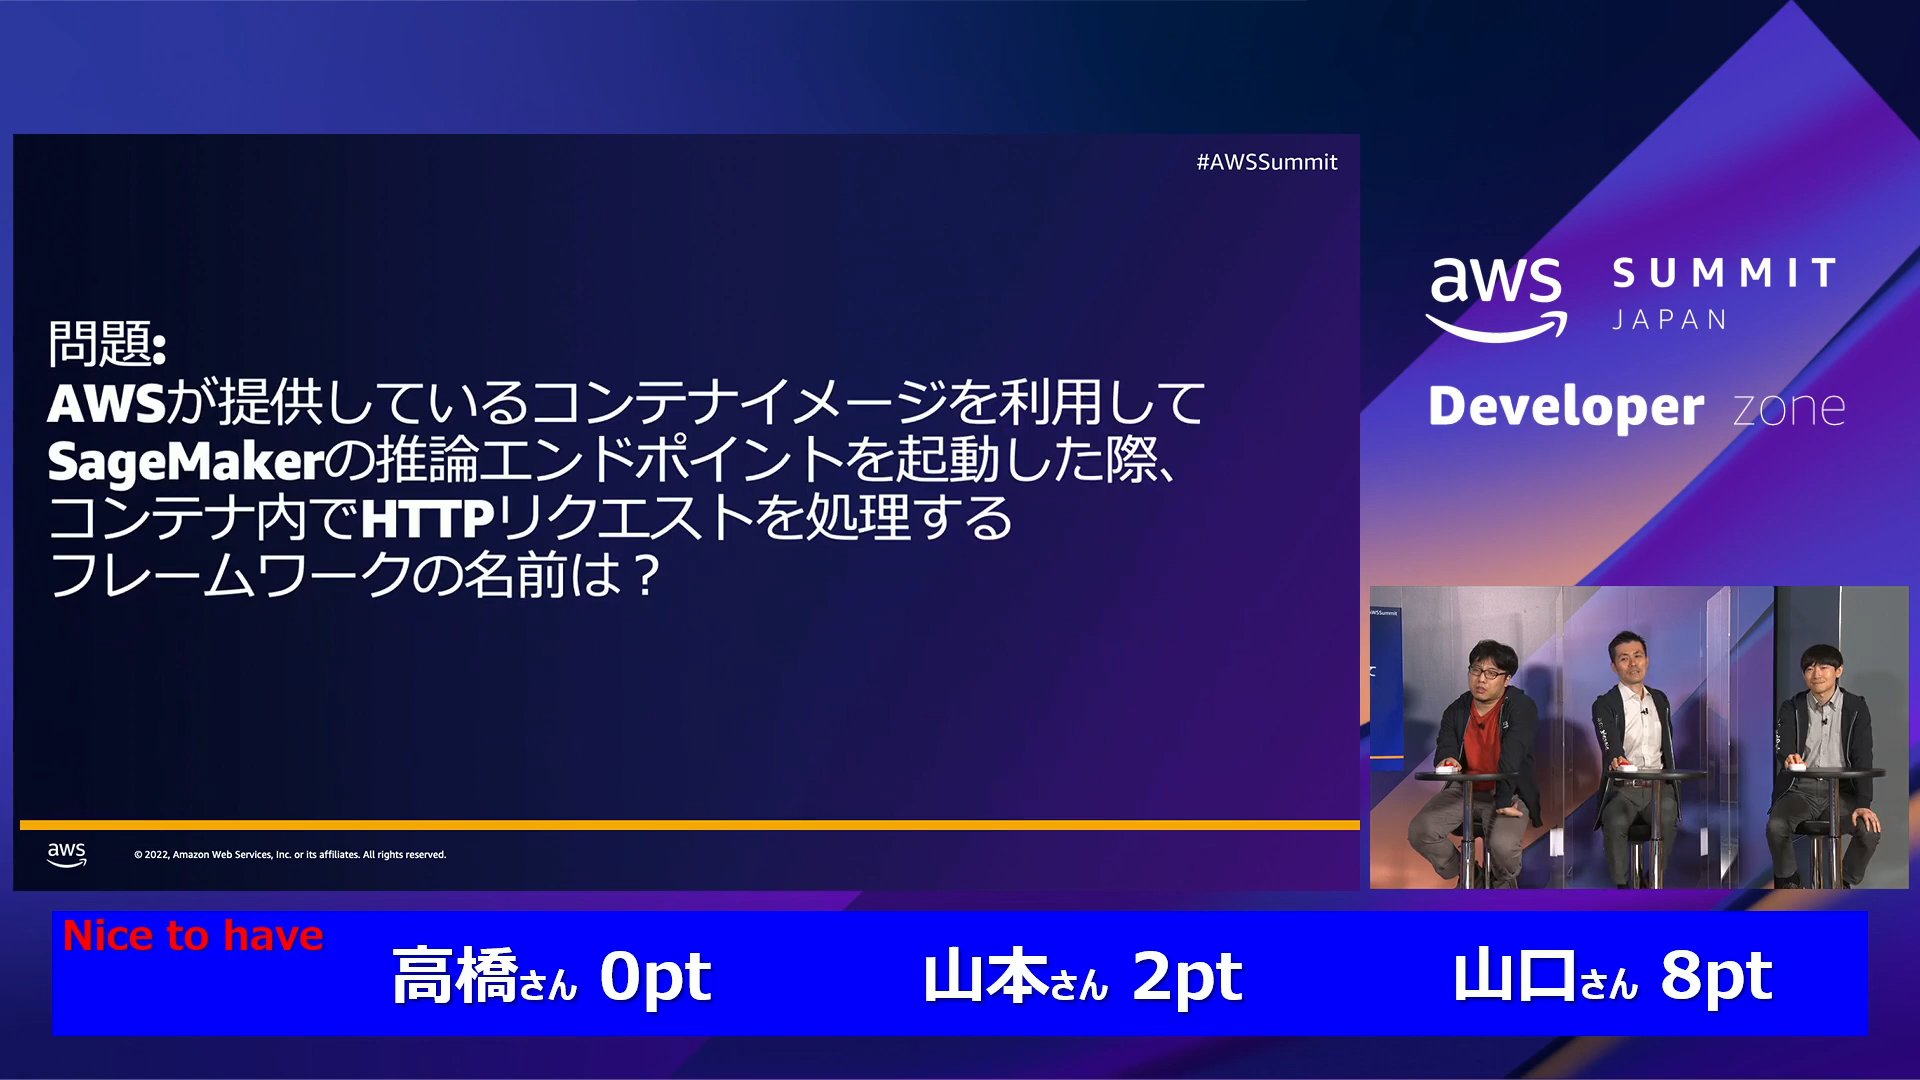 #AWSSummit
問題:
AWSが提供しているコンテナイメージを利用して
SageMakerの推論エンドポイントを起動した際、
コンテナ内でHTTPリクエストを処理する
フレームワークの名前は？
aws
© 2022, Amazon Web Services, Inc. or its affiliates. All rights reserved.
aws SUMMIT
JAPAN
Developer zone
Nice to have
高橋さん 0pt
山本さん 2pt
山口さん 8pt